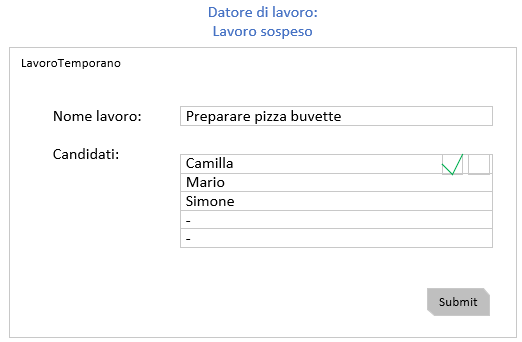 Datore di lavoro:
Lavoro sospeso
LavoroTemporano
Nome lavoro: Preparare pizza buvette
Candidati:
Camilla
Mario
Simone
-
-
Submit